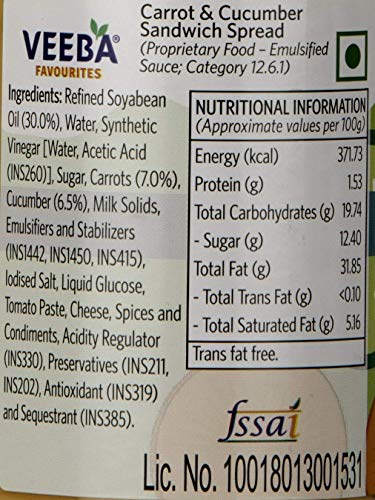 VEEBA®
FAVOURITES
Carrot & Cucumber
Sandwich Spread
(Proprietary Food – Emulsified
Sauce; Category 12.6.1)
Ingredients: Refined Soyabean
Oil (30.0%), Water, Synthetic
Vinegar [Water, Acetic Acid
(INS260)], Sugar, Carrots (7.0%),
Cucumber (6.5%), Milk Solids,
Emulsifiers and Stabilizers
(INS1442, INS1450, INS415),
Iodised Salt, Liquid Glucose,
Tomato Paste, Cheese, Spices and
Condiments, Acidity Regulator
(INS330), Preservatives (INS211,
INS202), Antioxidant (INS319)
and Sequestrant (INS385).
NUTRITIONAL INFORMATION
(Approximate values per 100g)
Energy (kcal) 371.73
Protein (g) 1.53
Total Carbohydrates (g) 19.74
- Sugar (g) 12.40
Total Fat (g) 31.85
- Total Trans Fat (g) <0.10
- Total Saturated Fat (g) 5.16
Trans fat free.
fssai
Lic. No. 10018013001531